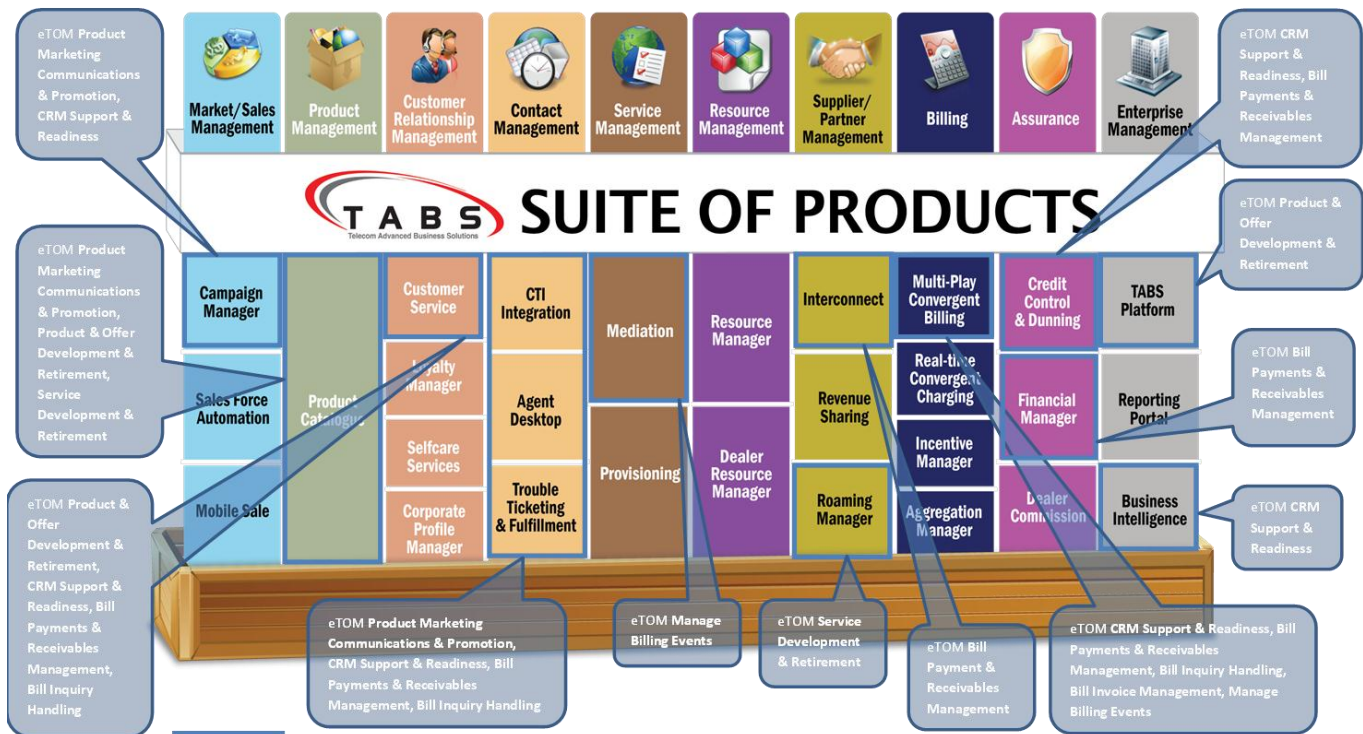 eTOM Product
Marketing
Communications
& Promotion,
CRM Support &
Readiness
Market/Sales
Management
Product
Management
Customer
Relationship
Management
Contact
Management
Service
Management
Resource
Management
Supplier/
Partner
Management
Billing
Assurance
Enterprise
Management
eTOM CRM
Support &
Readiness, Bill
Payments &
Receivables
Management
TABS
Telecom Advanced Business Solutions
SUITE OF PRODUCTS
eTOM Product &
Offer
Development &
Retirement
eTOM Product
Marketing
Communications
& Promotion,
Product & Offer
Development &
Retirement,
Service
Development &
Retirement
Campaign
Manager
Sales Force
Automation
Mobile Sale
Product
Catalogue
Customer
Service
Loyalty
Manager
Selfcare
Services
Corporate
Profile
Manager
CTI
Integration
Agent
Desktop
Trouble
Ticketing
& Fulfillment
Mediation
Provisioning
Resource
Manager
Dealer
Resource
Manager
Interconnect
Revenue
Sharing
Roaming
Manager
Multi-Play
Convergent
Billing
Real-time
Convergent
Charging
Incentive
Manager
Aggregation
Manager
Credit
Control
& Dunning
Financial
Manager
Dealer
Commission
TABS
Platform
Reporting
Portal
Business
Intelligence
eTOM Bill
Payments &
Receivables
Management
eTOM CRM
Support &
Readiness
eTOM Product &
Offer
Development &
Retirement,
CRM Support &
Readiness, Bill
Payments &
Receivables
Management,
Bill Inquiry
Handling
eTOM Product Marketing
Communications & Promotion,
CRM Support & Readiness, Bill
Payments & Receivables
Management, Bill Inquiry Handling
eTOM Manage
Billing Events
eTOM Service
Development
& Retirement
eTOM Bill
Payment &
Receivables
Management
eTOM CRM Support & Readiness, Bill
Payments & Receivables
Management, Bill Inquiry Handling,
Bill Invoice Management, Manage
Billing Events